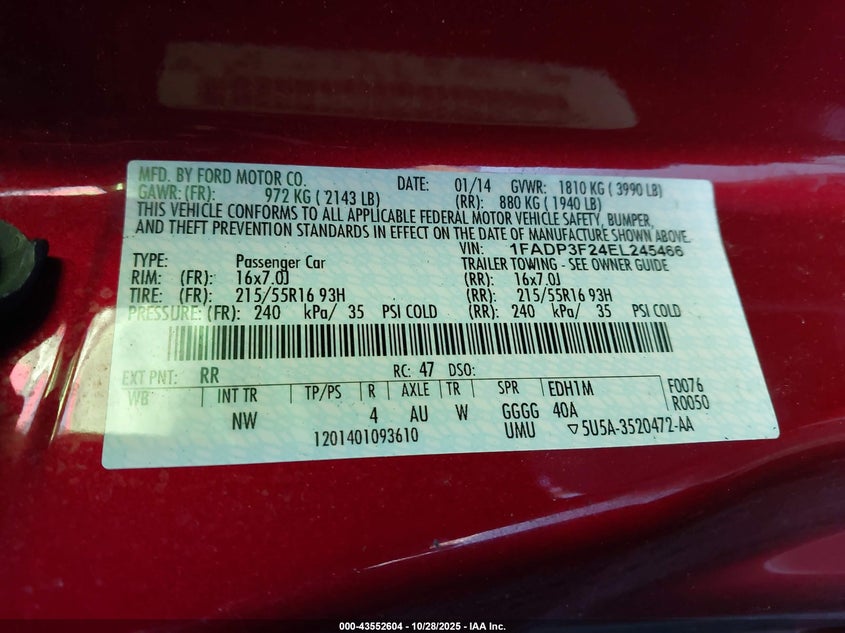 MFD. BY FORD MOTOR CO. DATE: 01/14 GVWR: 1810 KG ( 3990 LB)
GAWR: (FR): 972 KG ( 2143 LB) (RR): 880 KG ( 1940 LB)
THIS VEHICLE CONFORMS TO ALL APPLICABLE FEDERAL MOTOR VEHICLE SAFETY, BUMPER,
AND THEFT PREVENTION STANDARDS IN EFFECT ON THE DATE OF MANUFACTURE SHOWN ABOVE.
VIN: 1FADP3F24EL245466
TYPE: Passenger Car TRAILER TOWING - SEE OWNER GUIDE
RIM: (FR): 16x7.0J (RR): 16x7.0J
TIRE: (FR): 215/55R16 93H (RR): 215/55R16 93H
PRESSURE: (FR): 240 kPa/ 35 PSI COLD (RR): 240 kPa/ 35 PSI COLD
EXT PNT: RR RC: 47 DSO:
WB INT TR TP/PS R AXLE TR SPR EDH1M F0076
NW 4 AU W GGGG 40A R0050
1201401093610 UMU ▽5U5A-3520472-AA
000-43552604 | 10/28/2025 - IAA Inc.